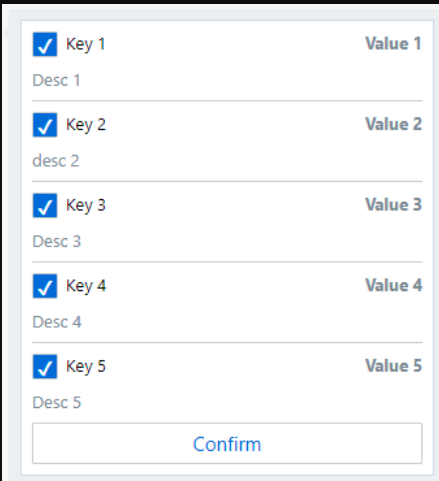 Key 1 Value 1
Desc 1
Key 2 Value 2
desc 2
Key 3 Value 3
Desc 3
Key 4 Value 4
Desc 4
Key 5 Value 5
Desc 5
Confirm